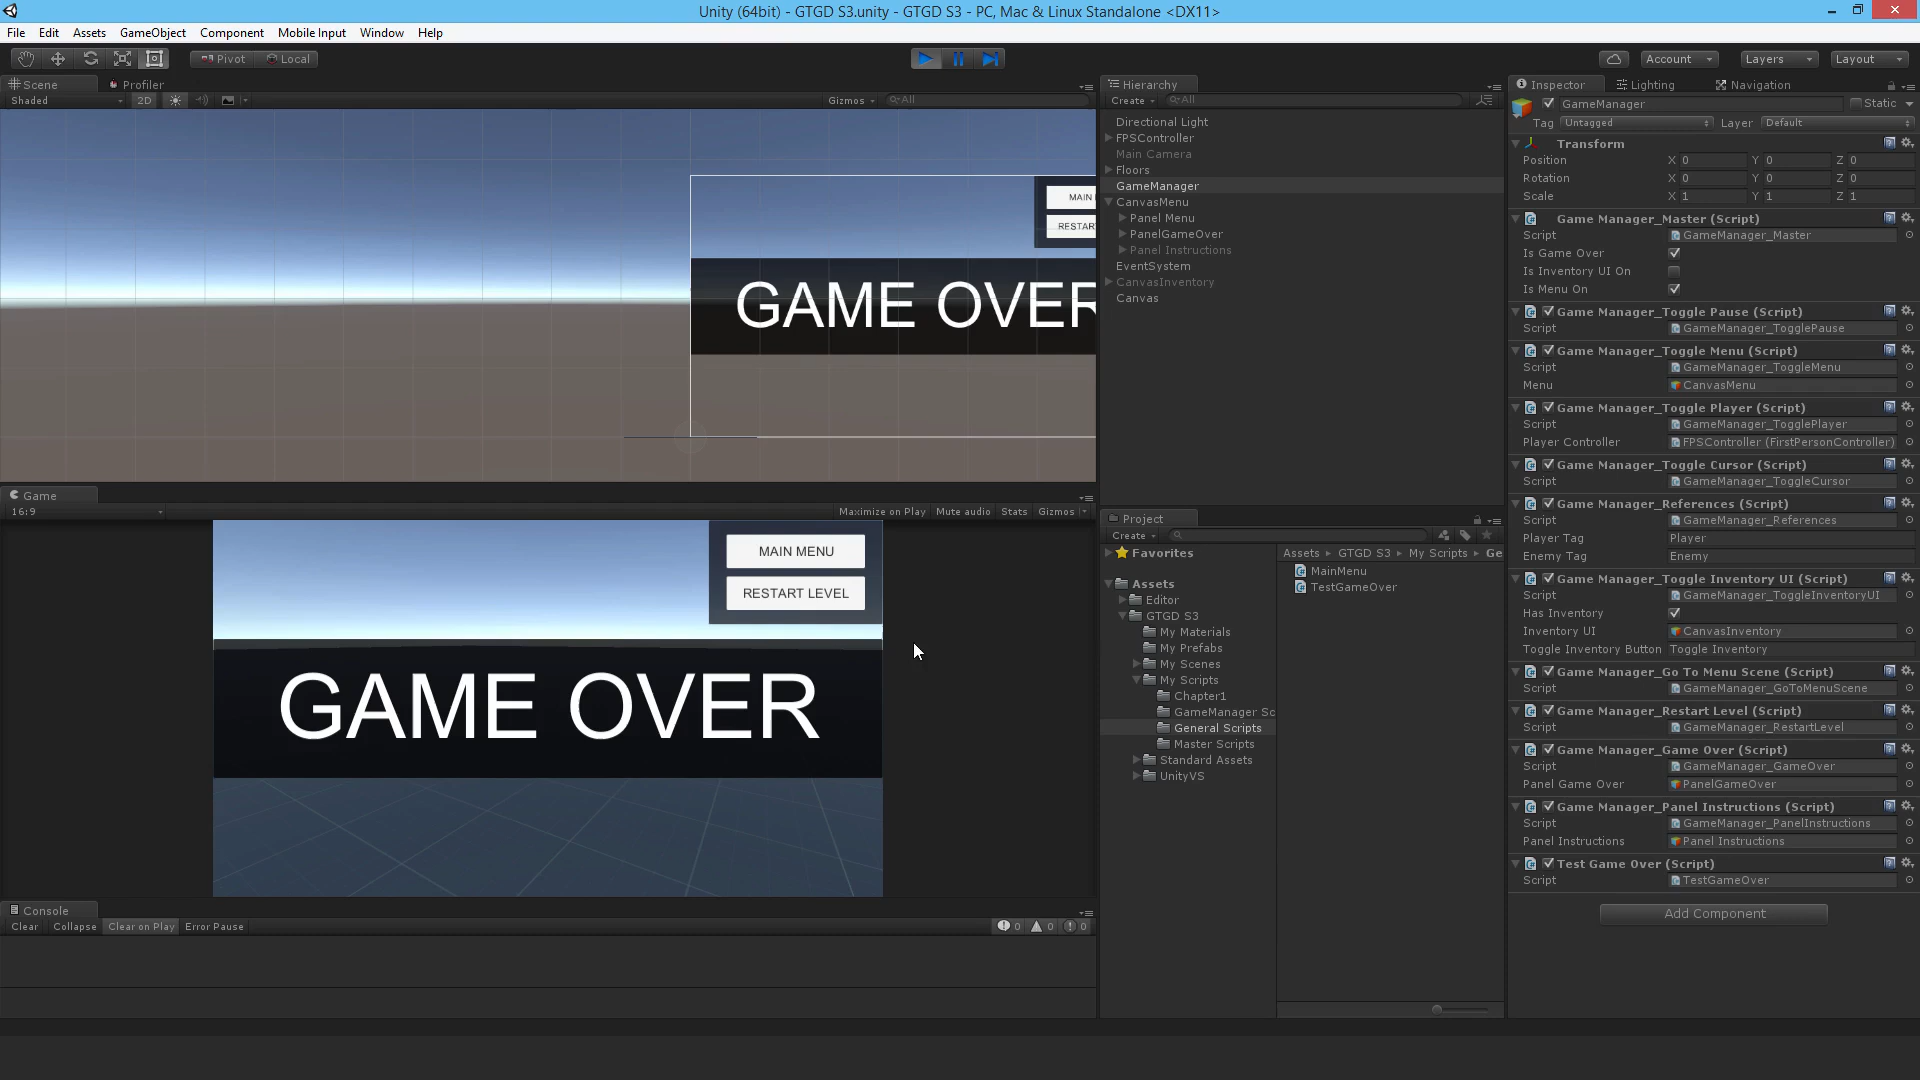 Unity (64bit) - GTGD S3.unity - GTGD S3 - PC, Mac & Linux Standalone <DX11>
File Edit Assets GameObject Component Mobile Input Window Help
Pivot Local Account Layers Layout
Scene Profiler
Shaded 2D Gizmos All
MAIN
RESTAR
GAME OVER
Game
16:9 Maximize on Play Mute audio Stats Gizmos
MAIN MENU
RESTART LEVEL
GAME OVER
Console
Clear Collapse Clear on Play Error Pause 0 0 0
Hierarchy
Create All
Directional Light
FPSController
Main Camera
Floors
GameManager
CanvasMenu
Panel Menu
PanelGameOver
Panel Instructions
EventSystem
CanvasInventory
Canvas
Project
Create
Favorites
Assets
Editor
GTGD S3
My Materials
My Prefabs
My Scenes
My Scripts
Chapter1
GameManager Sc
General Scripts
Master Scripts
Standard Assets
UnityVS
Assets GTGD S3 My Scripts Ge
MainMenu
TestGameOver
Inspector Lighting Navigation
GameManager Static
Tag Untagged Layer Default
Transform
Position X 0 Y 0 Z 0
Rotation X 0 Y 0 Z 0
Scale X 1 Y 1 Z 1
Game Manager_Master (Script)
Script GameManager_Master
Is Game Over
Is Inventory UI On
Is Menu On
Game Manager_Toggle Pause (Script)
Script GameManager_TogglePause
Game Manager_Toggle Menu (Script)
Script GameManager_ToggleMenu
Menu CanvasMenu
Game Manager_Toggle Player (Script)
Script GameManager_TogglePlayer
Player Controller FPSController (FirstPersonController)
Game Manager_Toggle Cursor (Script)
Script GameManager_ToggleCursor
Game Manager_References (Script)
Script GameManager_References
Player Tag Player
Enemy Tag Enemy
Game Manager_Toggle Inventory UI (Script)
Script GameManager_ToggleInventoryUI
Has Inventory
Inventory UI CanvasInventory
Toggle Inventory Button Toggle Inventory
Game Manager_Go To Menu Scene (Script)
Script GameManager_GoToMenuScene
Game Manager_Restart Level (Script)
Script GameManager_RestartLevel
Game Manager_Game Over (Script)
Script GameManager_GameOver
Panel Game Over PanelGameOver
Game Manager_Panel Instructions (Script)
Script GameManager_PanelInstructions
Panel Instructions Panel Instructions
Test Game Over (Script)
Script TestGameOver
Add Component